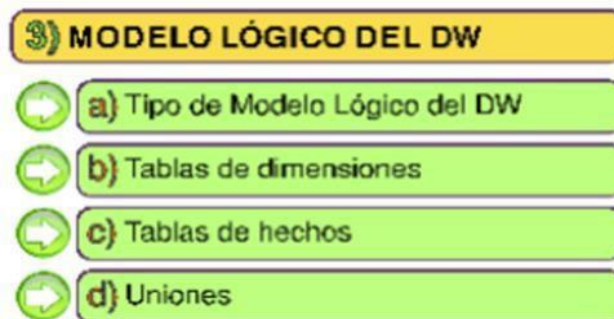 3) MODELO LÓGICO DEL DW
a) Tipo de Modelo Lógico del DW
b) Tablas de dimensiones
c) Tablas de hechos
d) Uniones